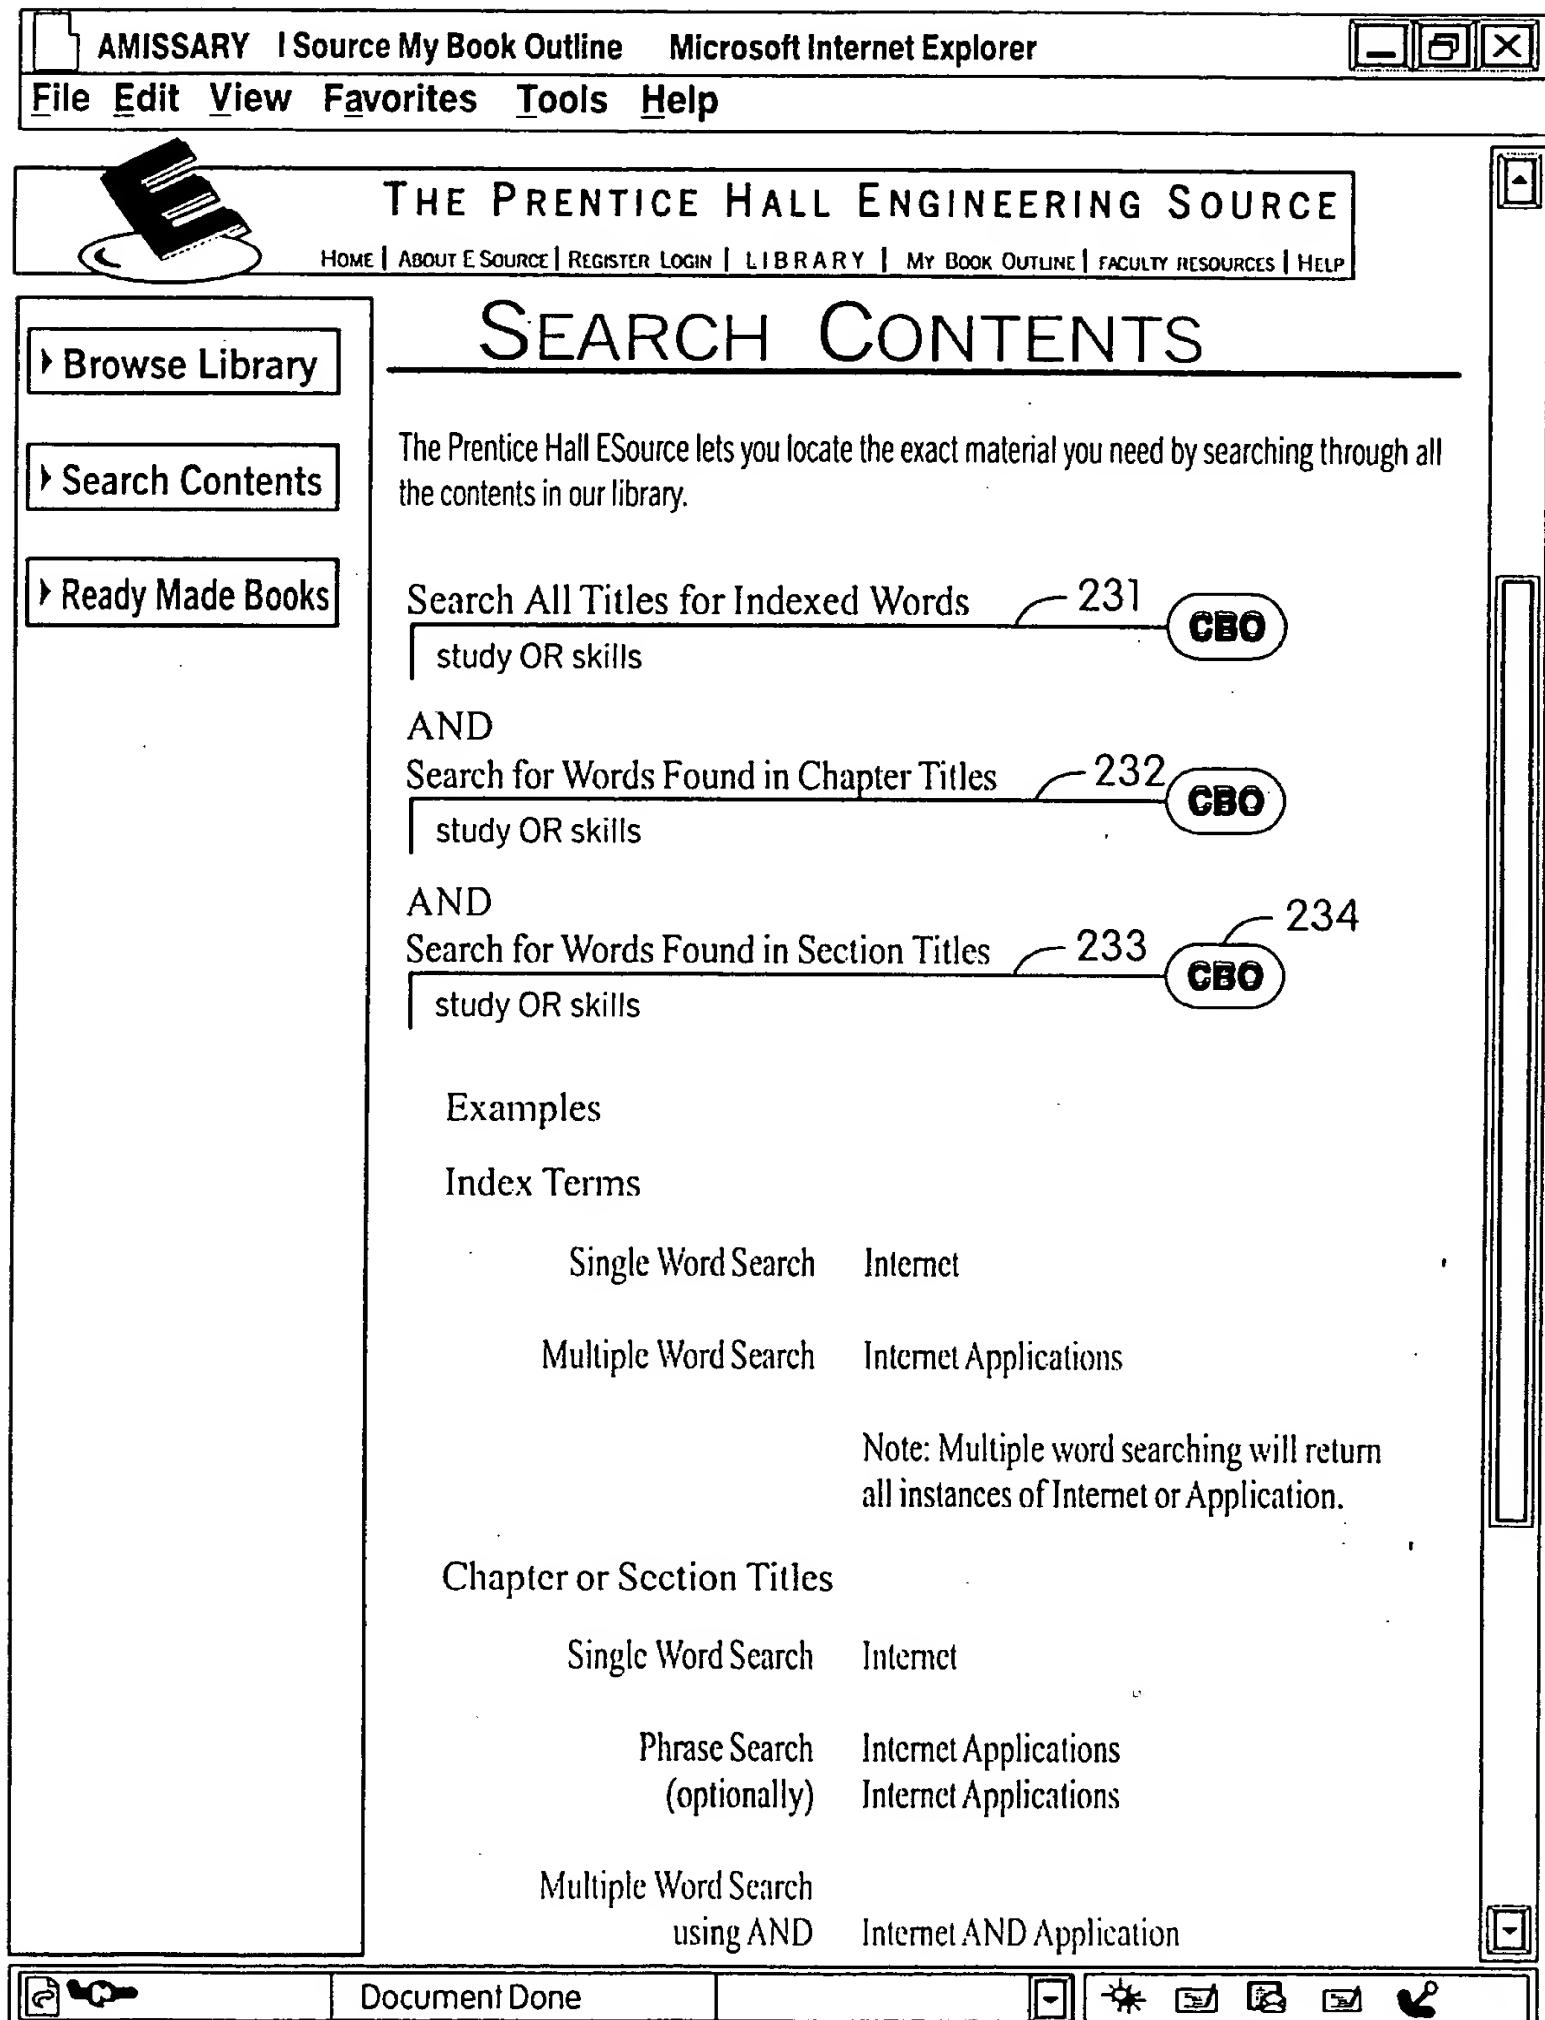 AMISSARY I Source My Book Outline Microsoft Internet Explorer
File Edit View Favorites Tools Help
THE PRENTICE HALL ENGINEERING SOURCE
HOME | ABOUT E SOURCE | REGISTER LOGIN | LIBRARY | MY BOOK OUTLINE | FACULTY RESOURCES | HELP
Browse Library
Search Contents
Ready Made Books
SEARCH CONTENTS
The Prentice Hall ESource lets you locate the exact material you need by searching through all
the contents in our library.
Search All Titles for Indexed Words 231 CBO
study OR skills
AND
Search for Words Found in Chapter Titles 232 CBO
study OR skills
AND
234
Search for Words Found in Section Titles 233 CBO
study OR skills
Examples
Index Terms
Single Word Search Internet
Multiple Word Search Internet Applications
Note: Multiple word searching will return
all instances of Internet or Application.
Chapter or Section Titles
Single Word Search Internet
Phrase Search Internet Applications
(optionally) Internet Applications
Multiple Word Search
using AND Internet AND Application
Document Done